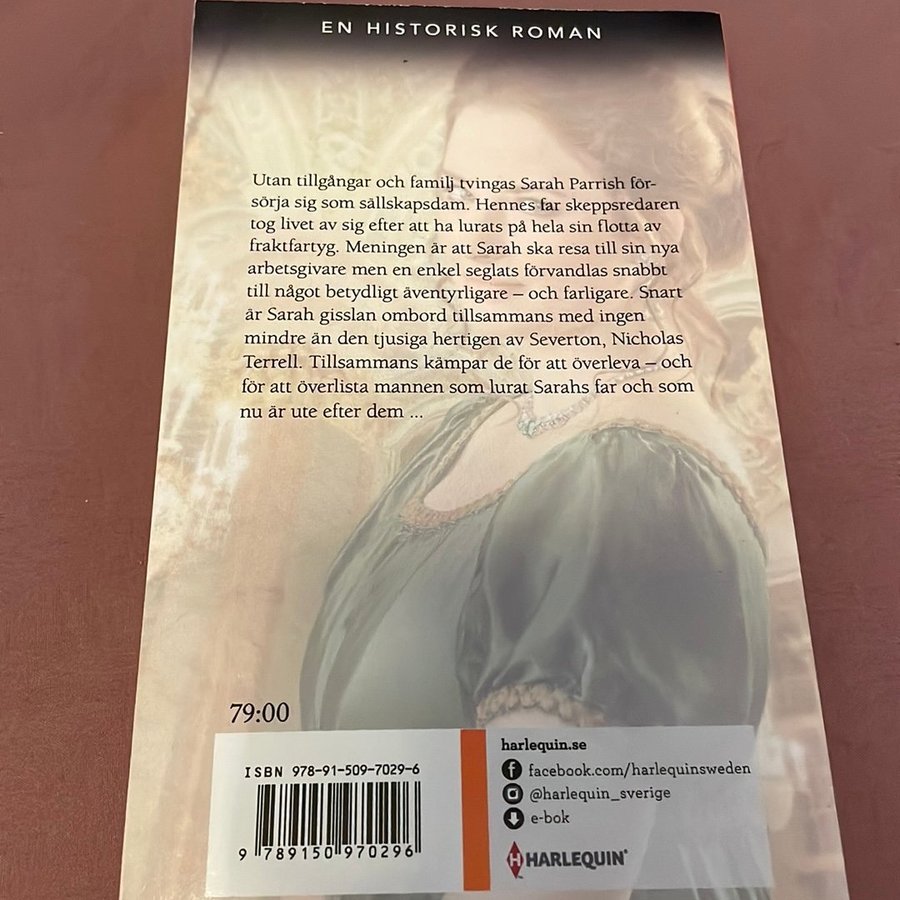 EN HISTORISK ROMAN
Utan tillgångar och familj tvingas Sarah Parrish för-
sörja sig som sällskapsdam. Hennes far skeppsredaren
tog livet av sig efter att ha lurats på hela sin flotta av
fraktfartyg. Meningen är att Sarah ska resa till sin nya
arbetsgivare men en enkel seglats förvandlas snabbt
till något betydligt äventyrligare – och farligare. Snart
är Sarah gisslan ombord tillsammans med ingen
mindre än den tjusiga hertigen av Severton, Nicholas
Terrell. Tillsammans kämpar de för att överleva – och
för att överlista mannen som lurat Sarahs far och som
nu är ute efter dem ...
79:00
ISBN 978-91-509-7029-6
9 789150 970296
harlequin.se
facebook.com/harlequinsweden
@harlequin_sverige
e-bok
HARLEQUIN®